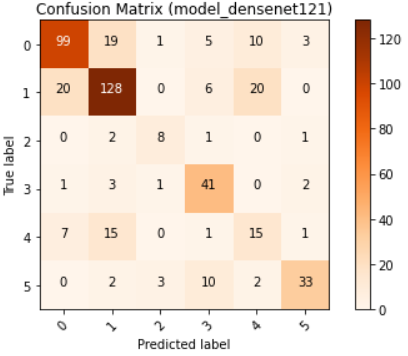 Confusion Matrix (model_densenet121)
True label
0 99 19 1 5 10 3
1 20 128 0 6 20 0
2 0 2 8 1 0 1
3 1 3 1 41 0 2
4 7 15 0 1 15 1
5 0 2 3 10 2 33
0 1 2 3 4 5
Predicted label
120
100
80
60
40
20
0